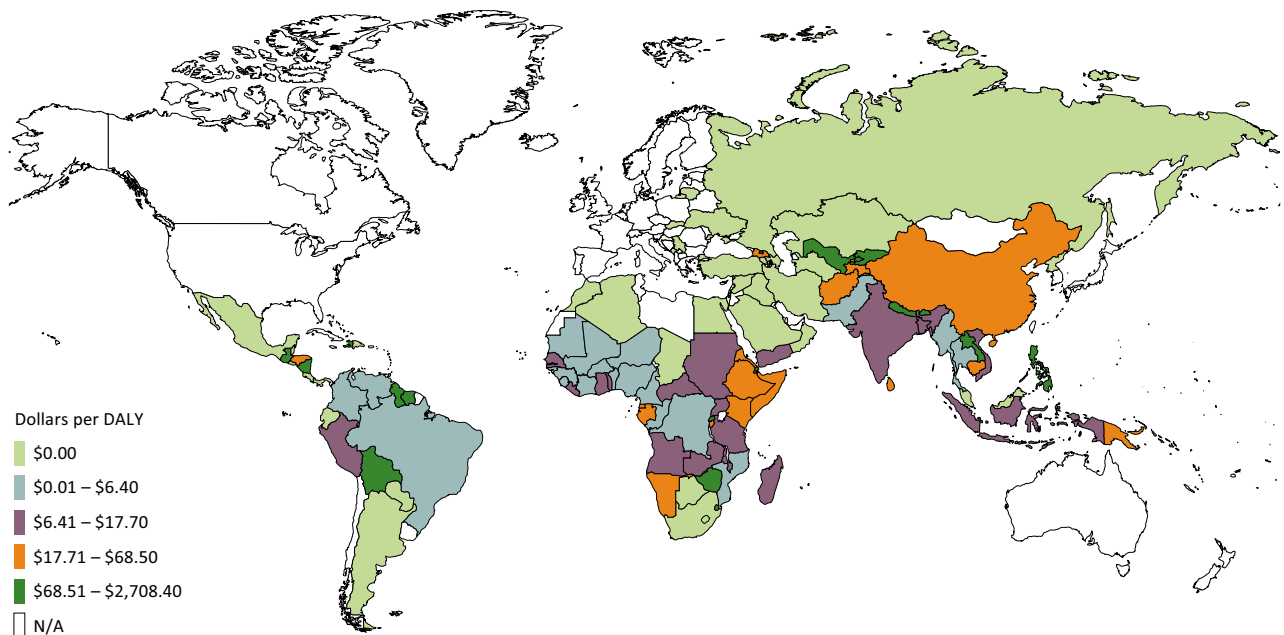 Dollars per DALY
$0.00
$0.01 – $6.40
$6.41 – $17.70
$17.71 – $68.50
$68.51 – $2,708.40
N/A